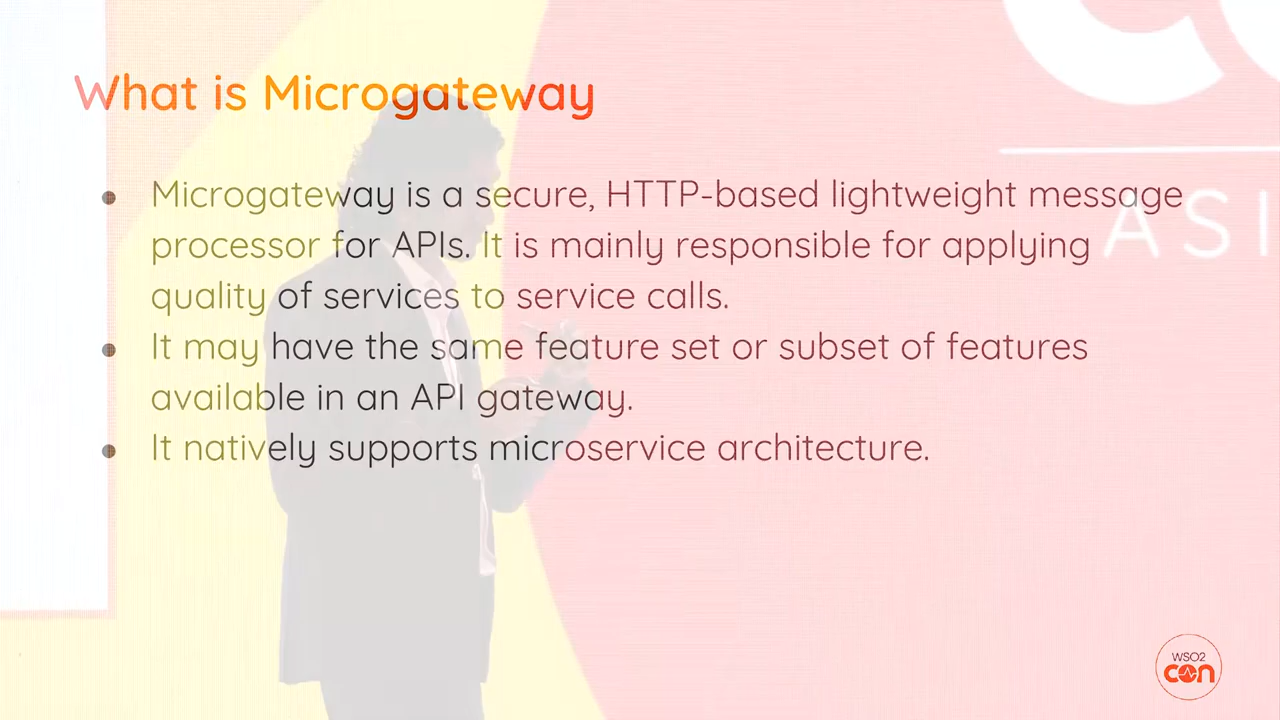 What is Microgateway
Microgateway is a secure, HTTP-based lightweight message
processor for APIs. It is mainly responsible for applying
quality of services to service calls.
It may have the same feature set or subset of features
available in an API gateway.
It natively supports microservice architecture.
CO
ASI
WSO2
con